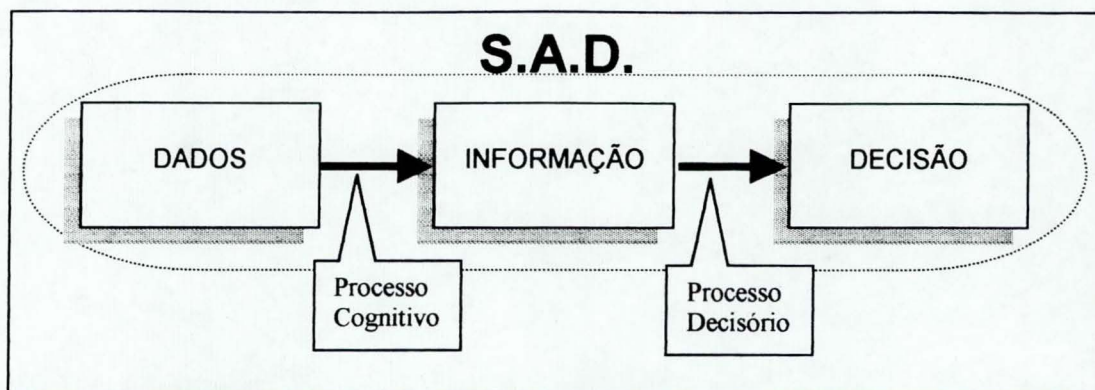 S.A.D.
DADOS
INFORMAÇÃO
DECISÃO
Processo
Cognitivo
Processo
Decisório